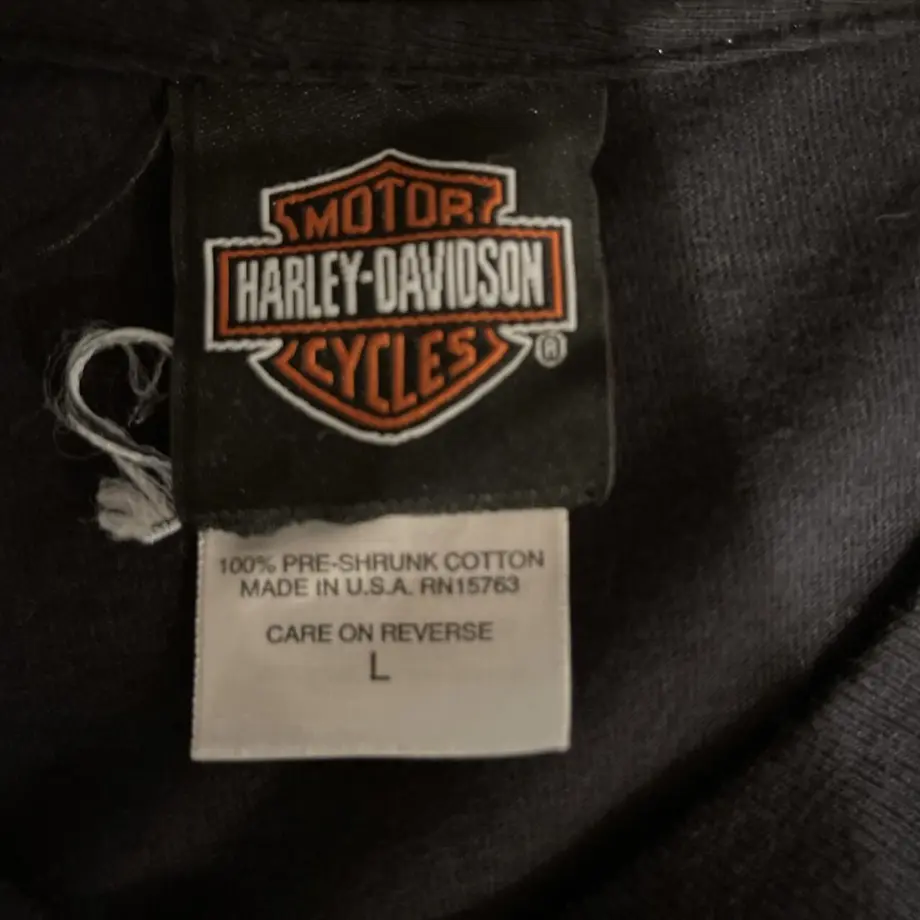 MOTOR
HARLEY-DAVIDSON
CYCLES
®
100% PRE-SHRUNK COTTON
MADE IN U.S.A. RN15763
CARE ON REVERSE
L